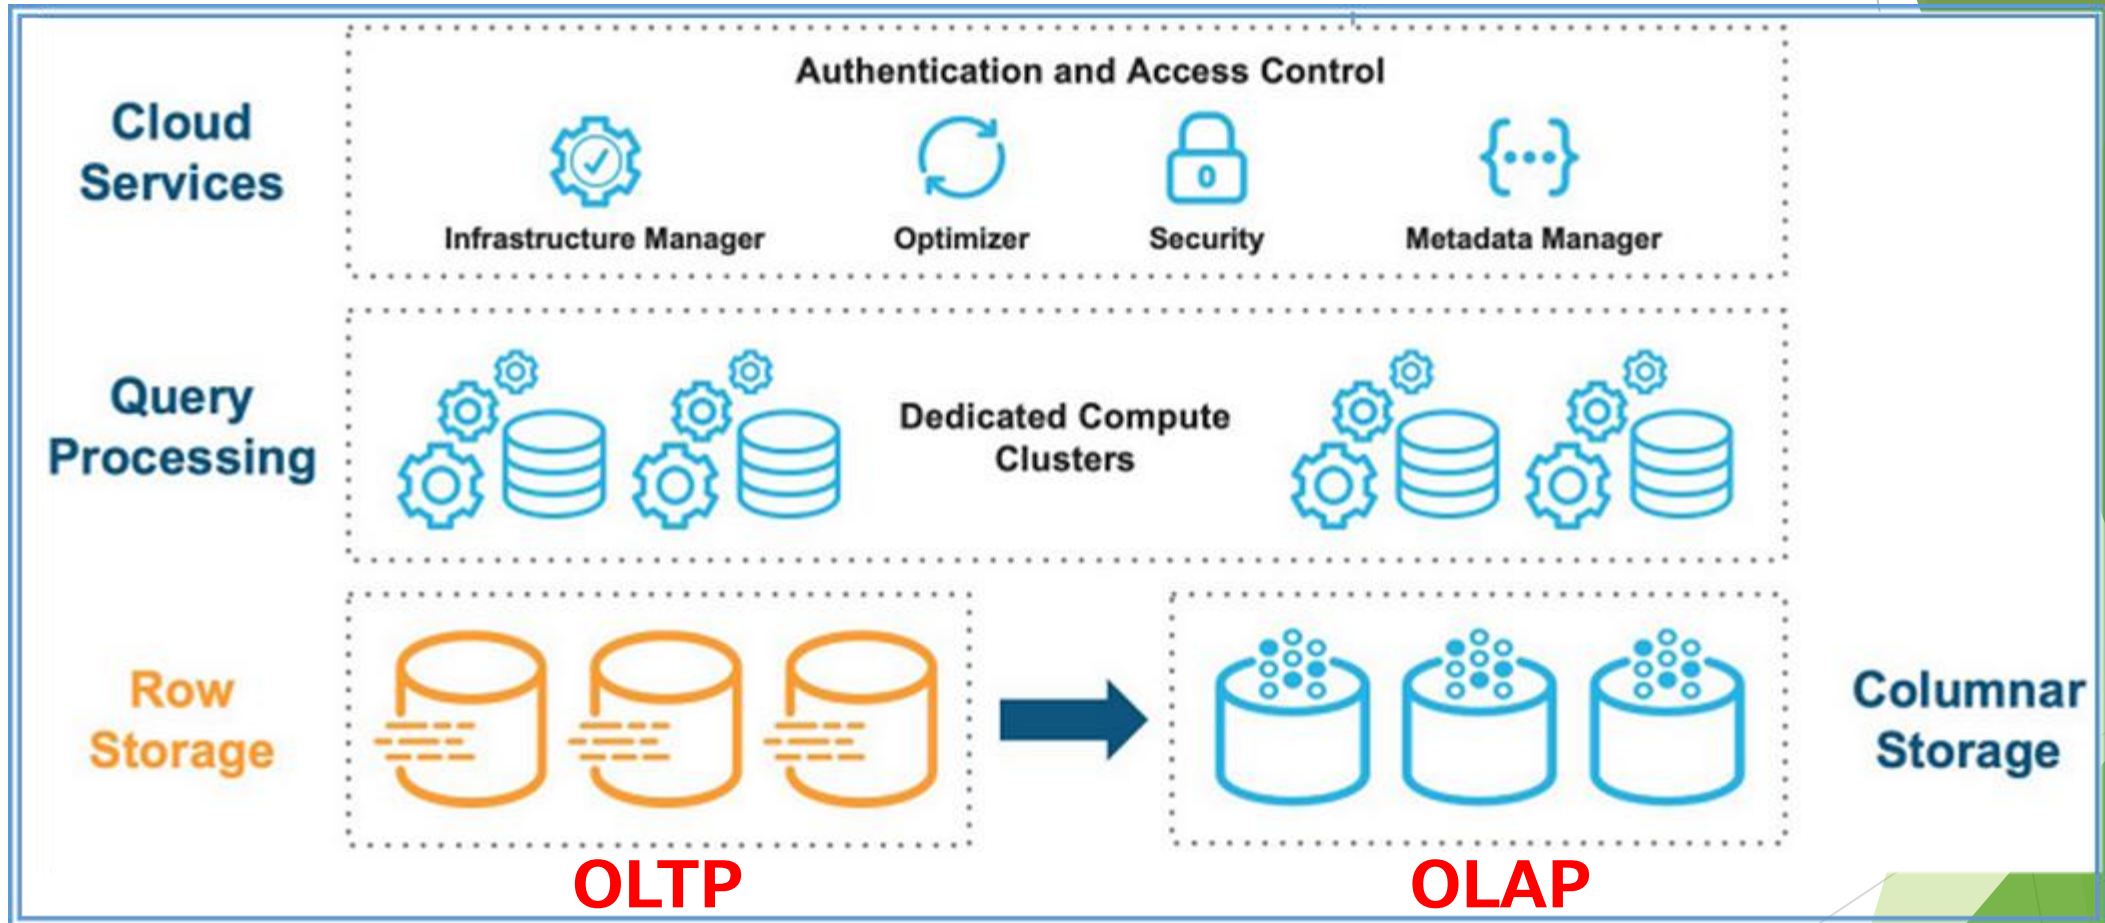 Authentication and Access Control
Cloud
Services
Infrastructure Manager
Optimizer
0
Security
Metadata Manager
Query
Processing
Dedicated Compute
Clusters
Row
Storage
Columnar
Storage
OLTP
OLAP